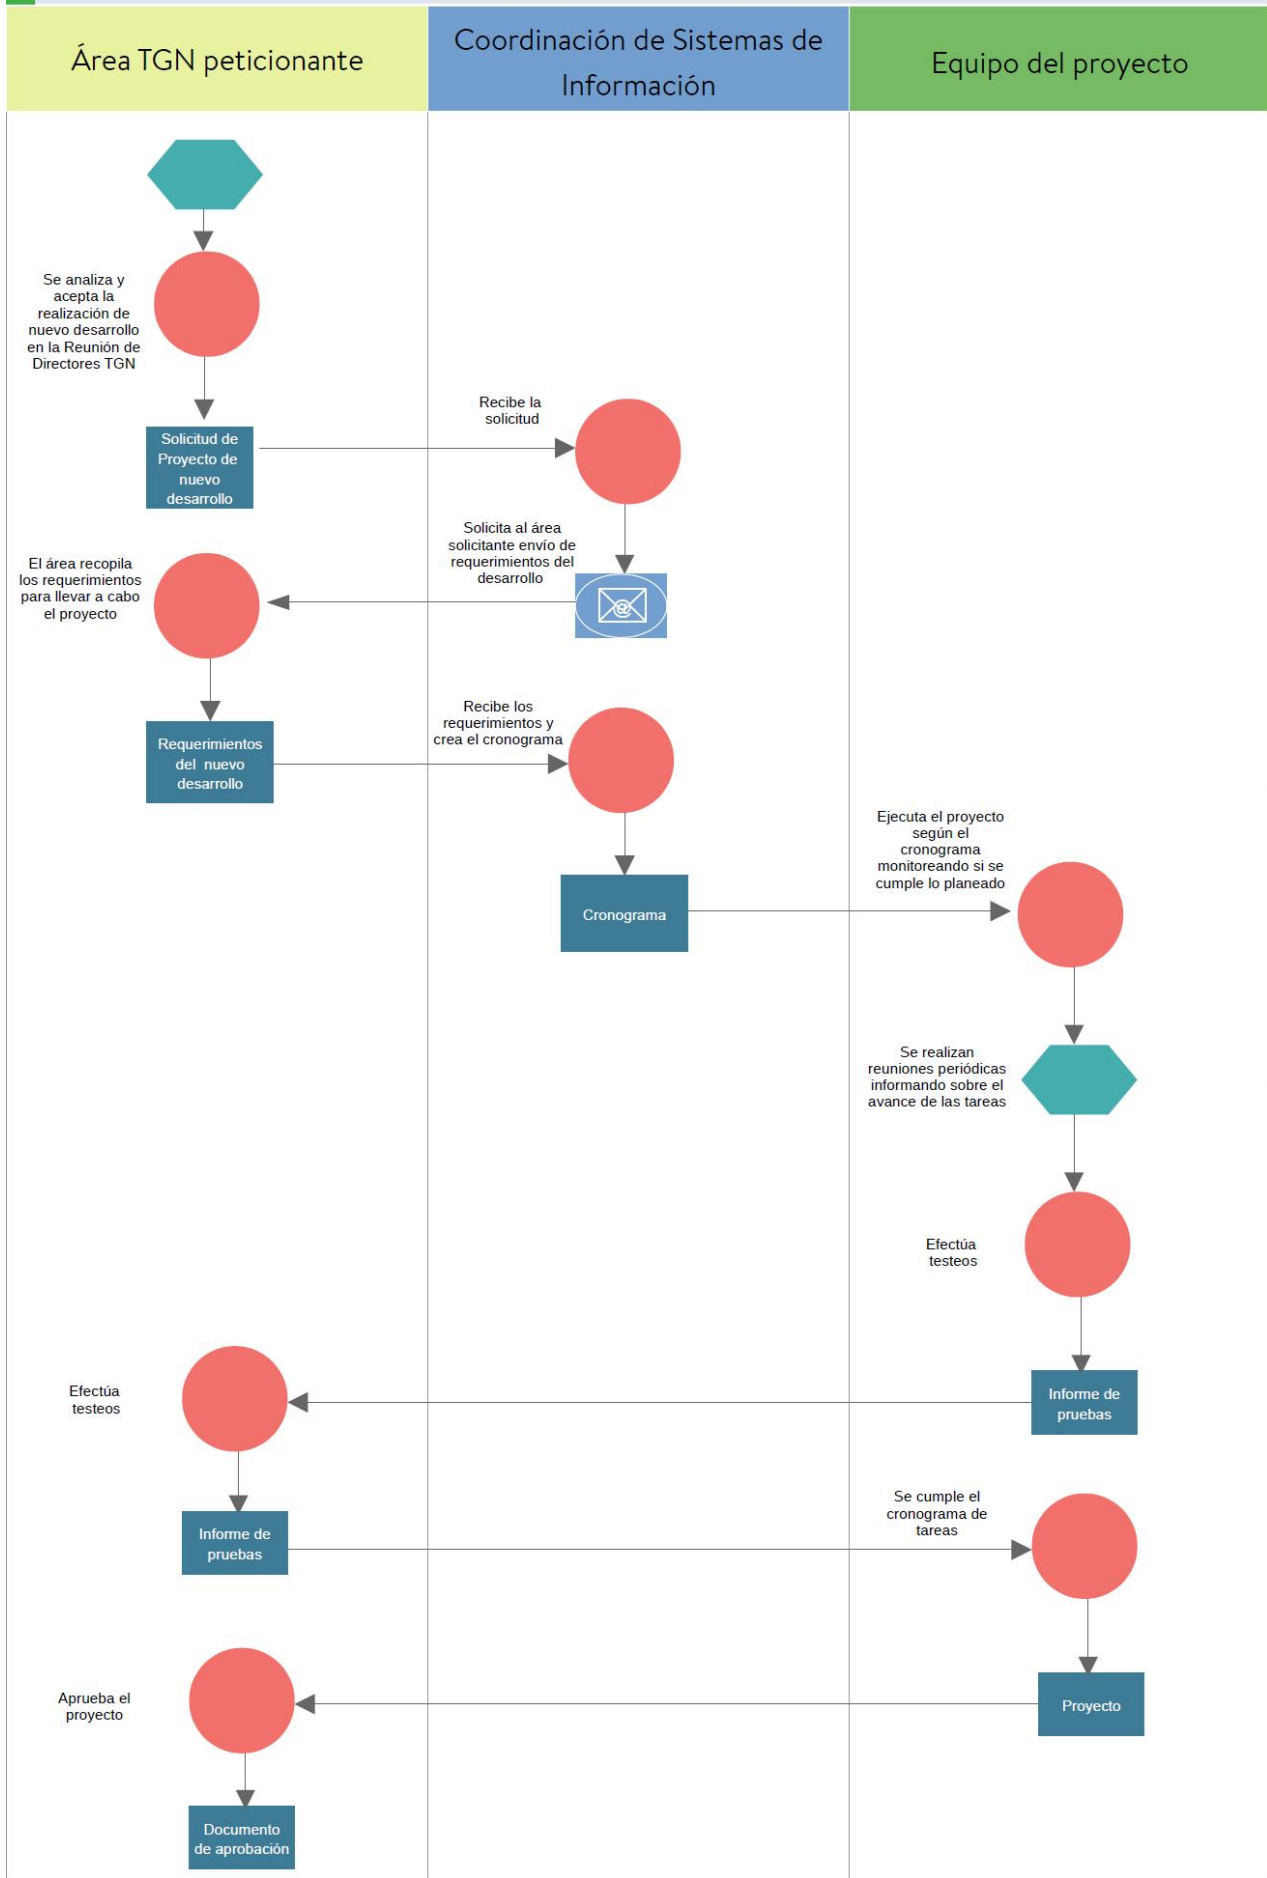 Área TGN peticionante
Coordinación de Sistemas de
Información
Equipo del proyecto
Se analiza y
acepta la
realización de
nuevo desarrollo
en la Reunión de
Directores TGN
Solicitud de
Proyecto de
nuevo
desarrollo
Recibe la
solicitud
Solicita al área
solicitante envío de
requerimientos del
desarrollo
@
El área recopila
los requerimientos
para llevar a cabo
el proyecto
Requerimientos
del nuevo
desarrollo
Recibe los
requerimientos y
crea el cronograma
Cronograma
Ejecuta el proyecto
según el
cronograma
monitoreando si se
cumple lo planeado
Se realizan
reuniones periódicas
informando sobre el
avance de las tareas
Efectúa
testeos
Informe de
pruebas
Efectúa
testeos
Informe de
pruebas
Se cumple el
cronograma de
tareas
Proyecto
Aprueba el
proyecto
Documento
de aprobación